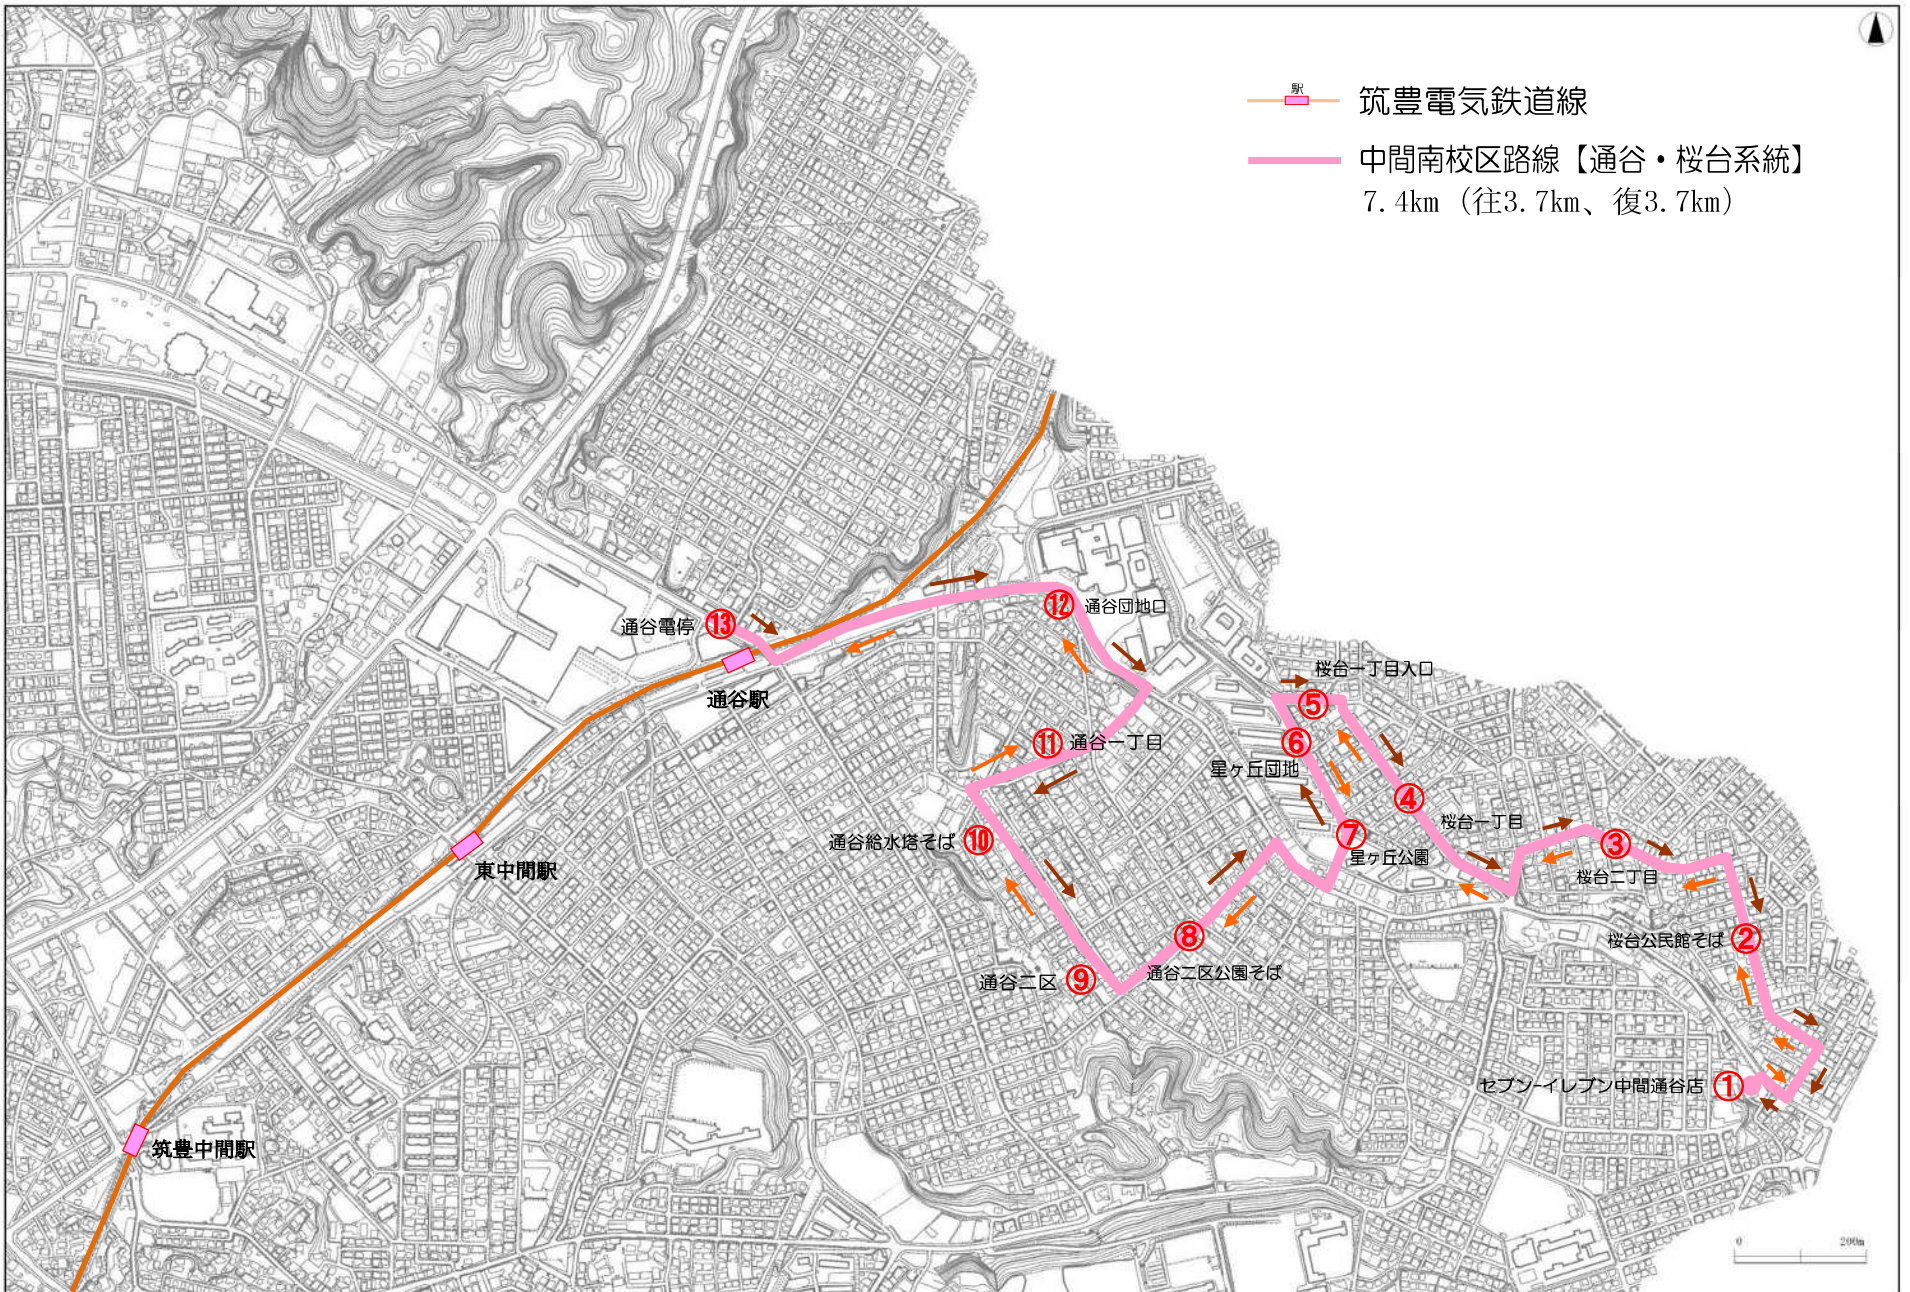 駅
筑豊電気鉄道線
中間南校区路線【通谷・桜台系統】
7.4km（往3.7km、復3.7km）
⑬
通谷電停
⑫
通谷団地口
通谷駅
桜台一丁目入口
⑤
⑥
星ヶ丘団地
⑪
通谷一丁目
④
桜台一丁目
⑦
星ヶ丘公園
③
桜台二丁目
⑩
通谷給水塔そば
東中間駅
⑧
通谷二区公園そば
②
桜台公民館そば
⑨
通谷二区
①
セブン-イレブン中間通谷店
筑豊中間駅
0 200m